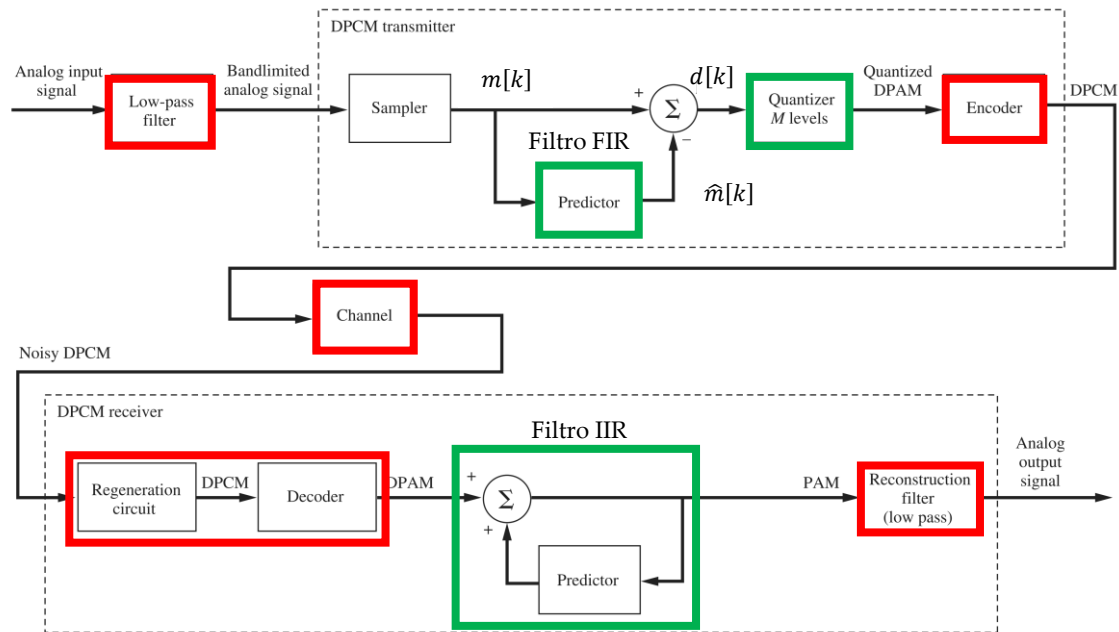 DPCM transmitter
Analog input
signal
Low-pass
filter
Bandlimited
analog signal
Sampler
m[k]
+
Σ
−
d[k]
Quantizer
M levels
Quantized
DPAM
Encoder
DPCM
Filtro FIR
Predictor
m̂[k]
Channel
Noisy DPCM
DPCM receiver
Regeneration
circuit
DPCM
Decoder
DPAM
Filtro IIR
+
Σ
+
Predictor
PAM
Reconstruction
filter
(low pass)
Analog
output
signal